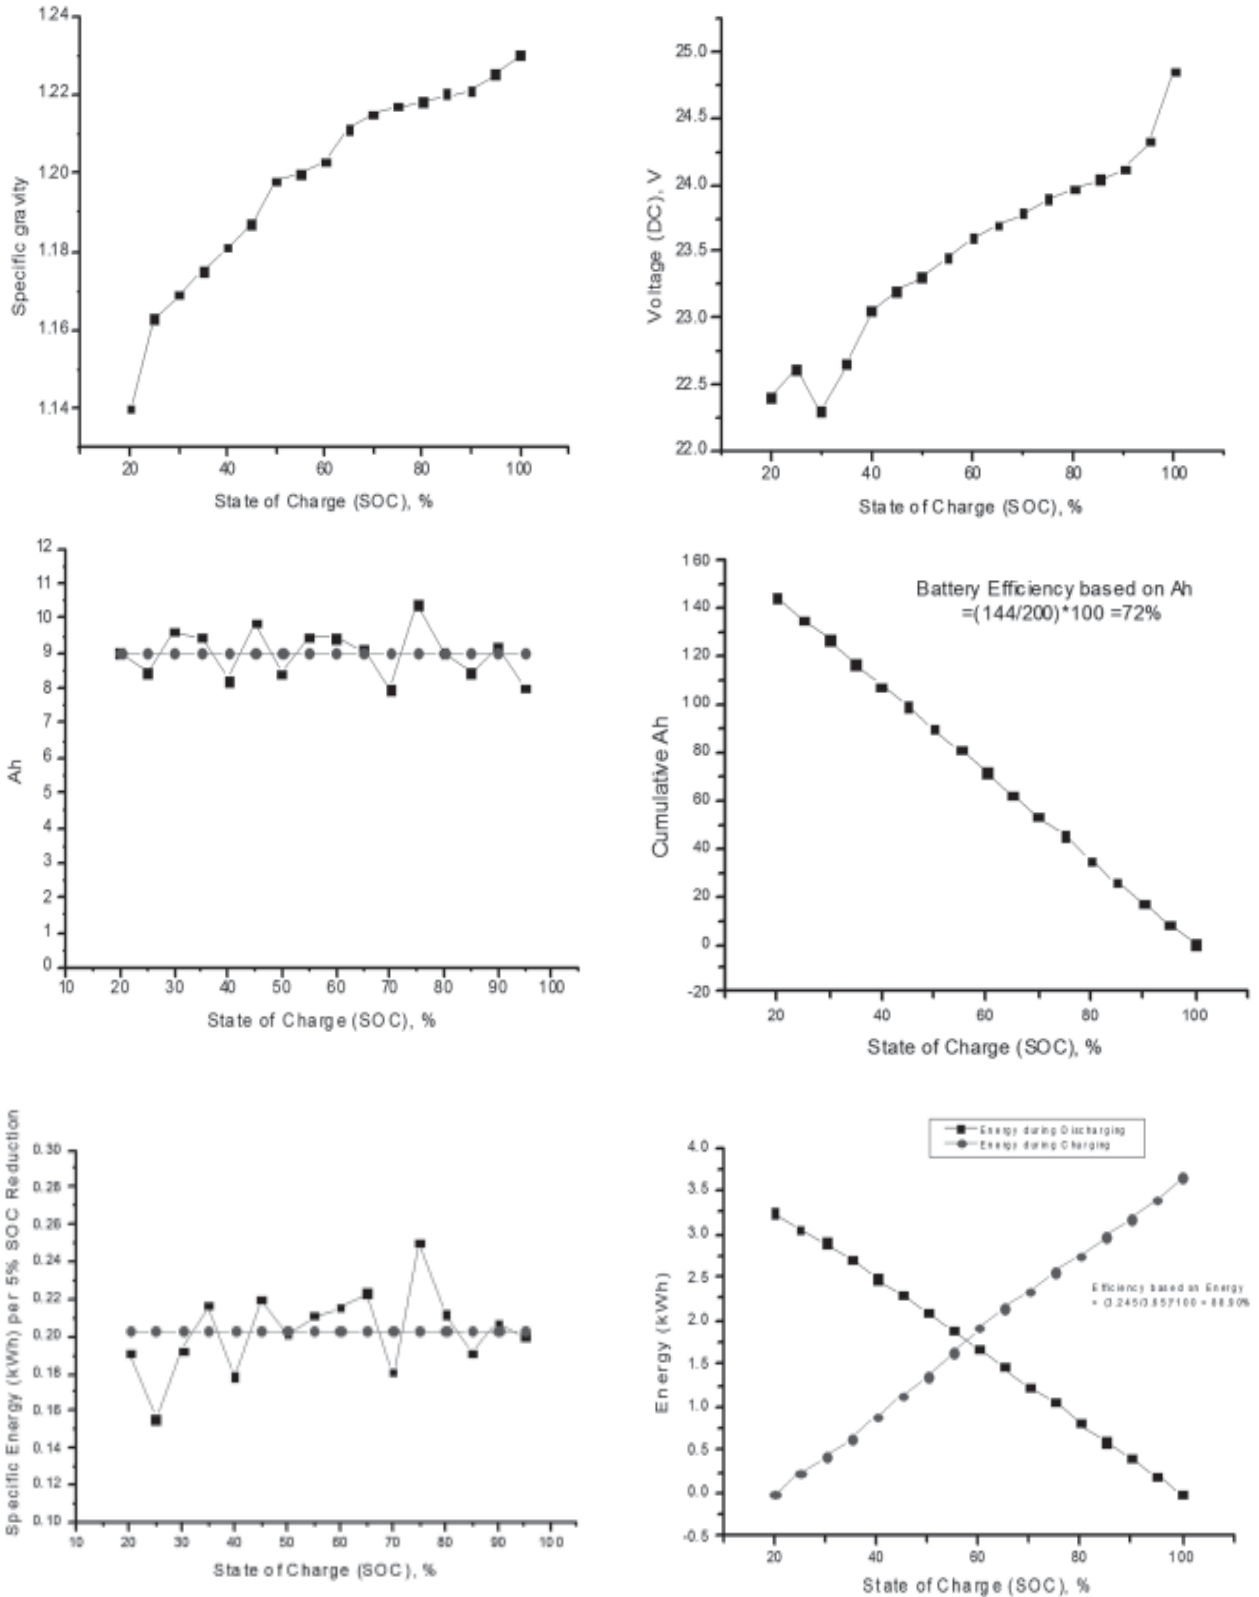 1.24
1.22
1.20
1.18
1.16
1.14
Specific gravity
20 40 60 80 100
State of Charge (SOC), %
25.0
24.5
24.0
23.5
23.0
22.5
22.0
Voltage (DC), V
20 40 60 80 100
State of Charge (SOC), %
12
11
10
9
8
7
6
5
4
3
2
1
0
Ah
10 20 30 40 50 60 70 80 90 100
State of Charge (SOC), %
160
140
120
100
80
60
40
20
0
-20
Cumulative Ah
Battery Efficiency based on Ah
=(144/200)*100 =72%
20 40 60 80 100
State of Charge (SOC), %
0.30
0.28
0.26
0.24
0.22
0.20
0.18
0.16
0.14
0.12
0.10
Specific Energy (kWh) per 5% SOC Reduction
10 20 30 40 50 60 70 80 90 100
State of Charge (SOC), %
Energy during Discharging
Energy during Charging
4.0
3.5
3.0
2.5
2.0
1.5
1.0
0.5
0.0
-0.5
Energy (kWh)
Efficiency based on Energy
20 40 60 80 100
State of Charge (SOC), %